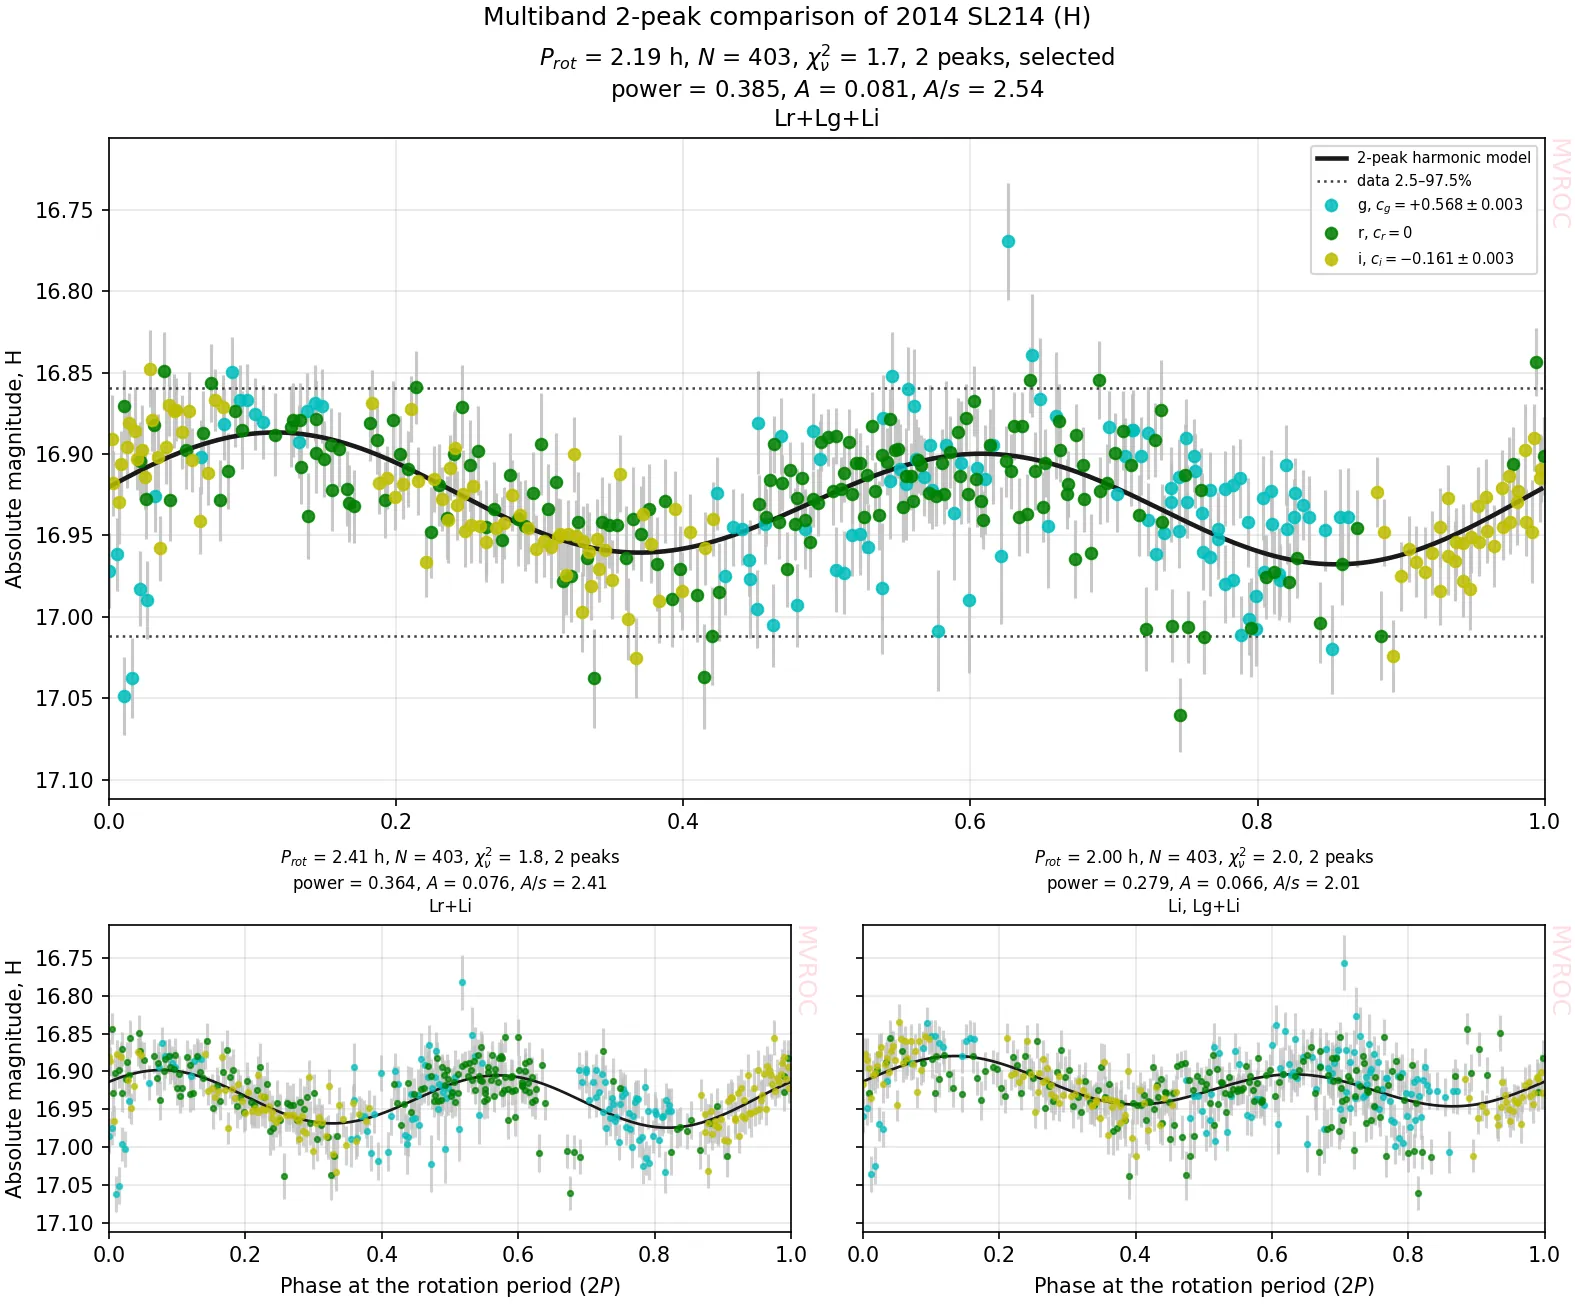 Multiband 2-peak comparison of 2014 SL214 (H)
P_rot = 2.19 h, N = 403, χ²_ν = 1.7, 2 peaks, selected
power = 0.385, A = 0.081, A/s = 2.54
Lr+Lg+Li
2-peak harmonic model
data 2.5–97.5%
g, c_g = +0.568 ± 0.003
r, c_r = 0
i, c_i = −0.161 ± 0.003
MVROC
Absolute magnitude, H
16.75
16.80
16.85
16.90
16.95
17.00
17.05
17.10
0.0 0.2 0.4 0.6 0.8 1.0
P_rot = 2.41 h, N = 403, χ²_ν = 1.8, 2 peaks
power = 0.364, A = 0.076, A/s = 2.41
Lr+Li
MVROC
Absolute magnitude, H
16.75
16.80
16.85
16.90
16.95
17.00
17.05
17.10
0.0 0.2 0.4 0.6 0.8 1.0
Phase at the rotation period (2P)
P_rot = 2.00 h, N = 403, χ²_ν = 2.0, 2 peaks
power = 0.279, A = 0.066, A/s = 2.01
Li, Lg+Li
MVROC
0.0 0.2 0.4 0.6 0.8 1.0
Phase at the rotation period (2P)